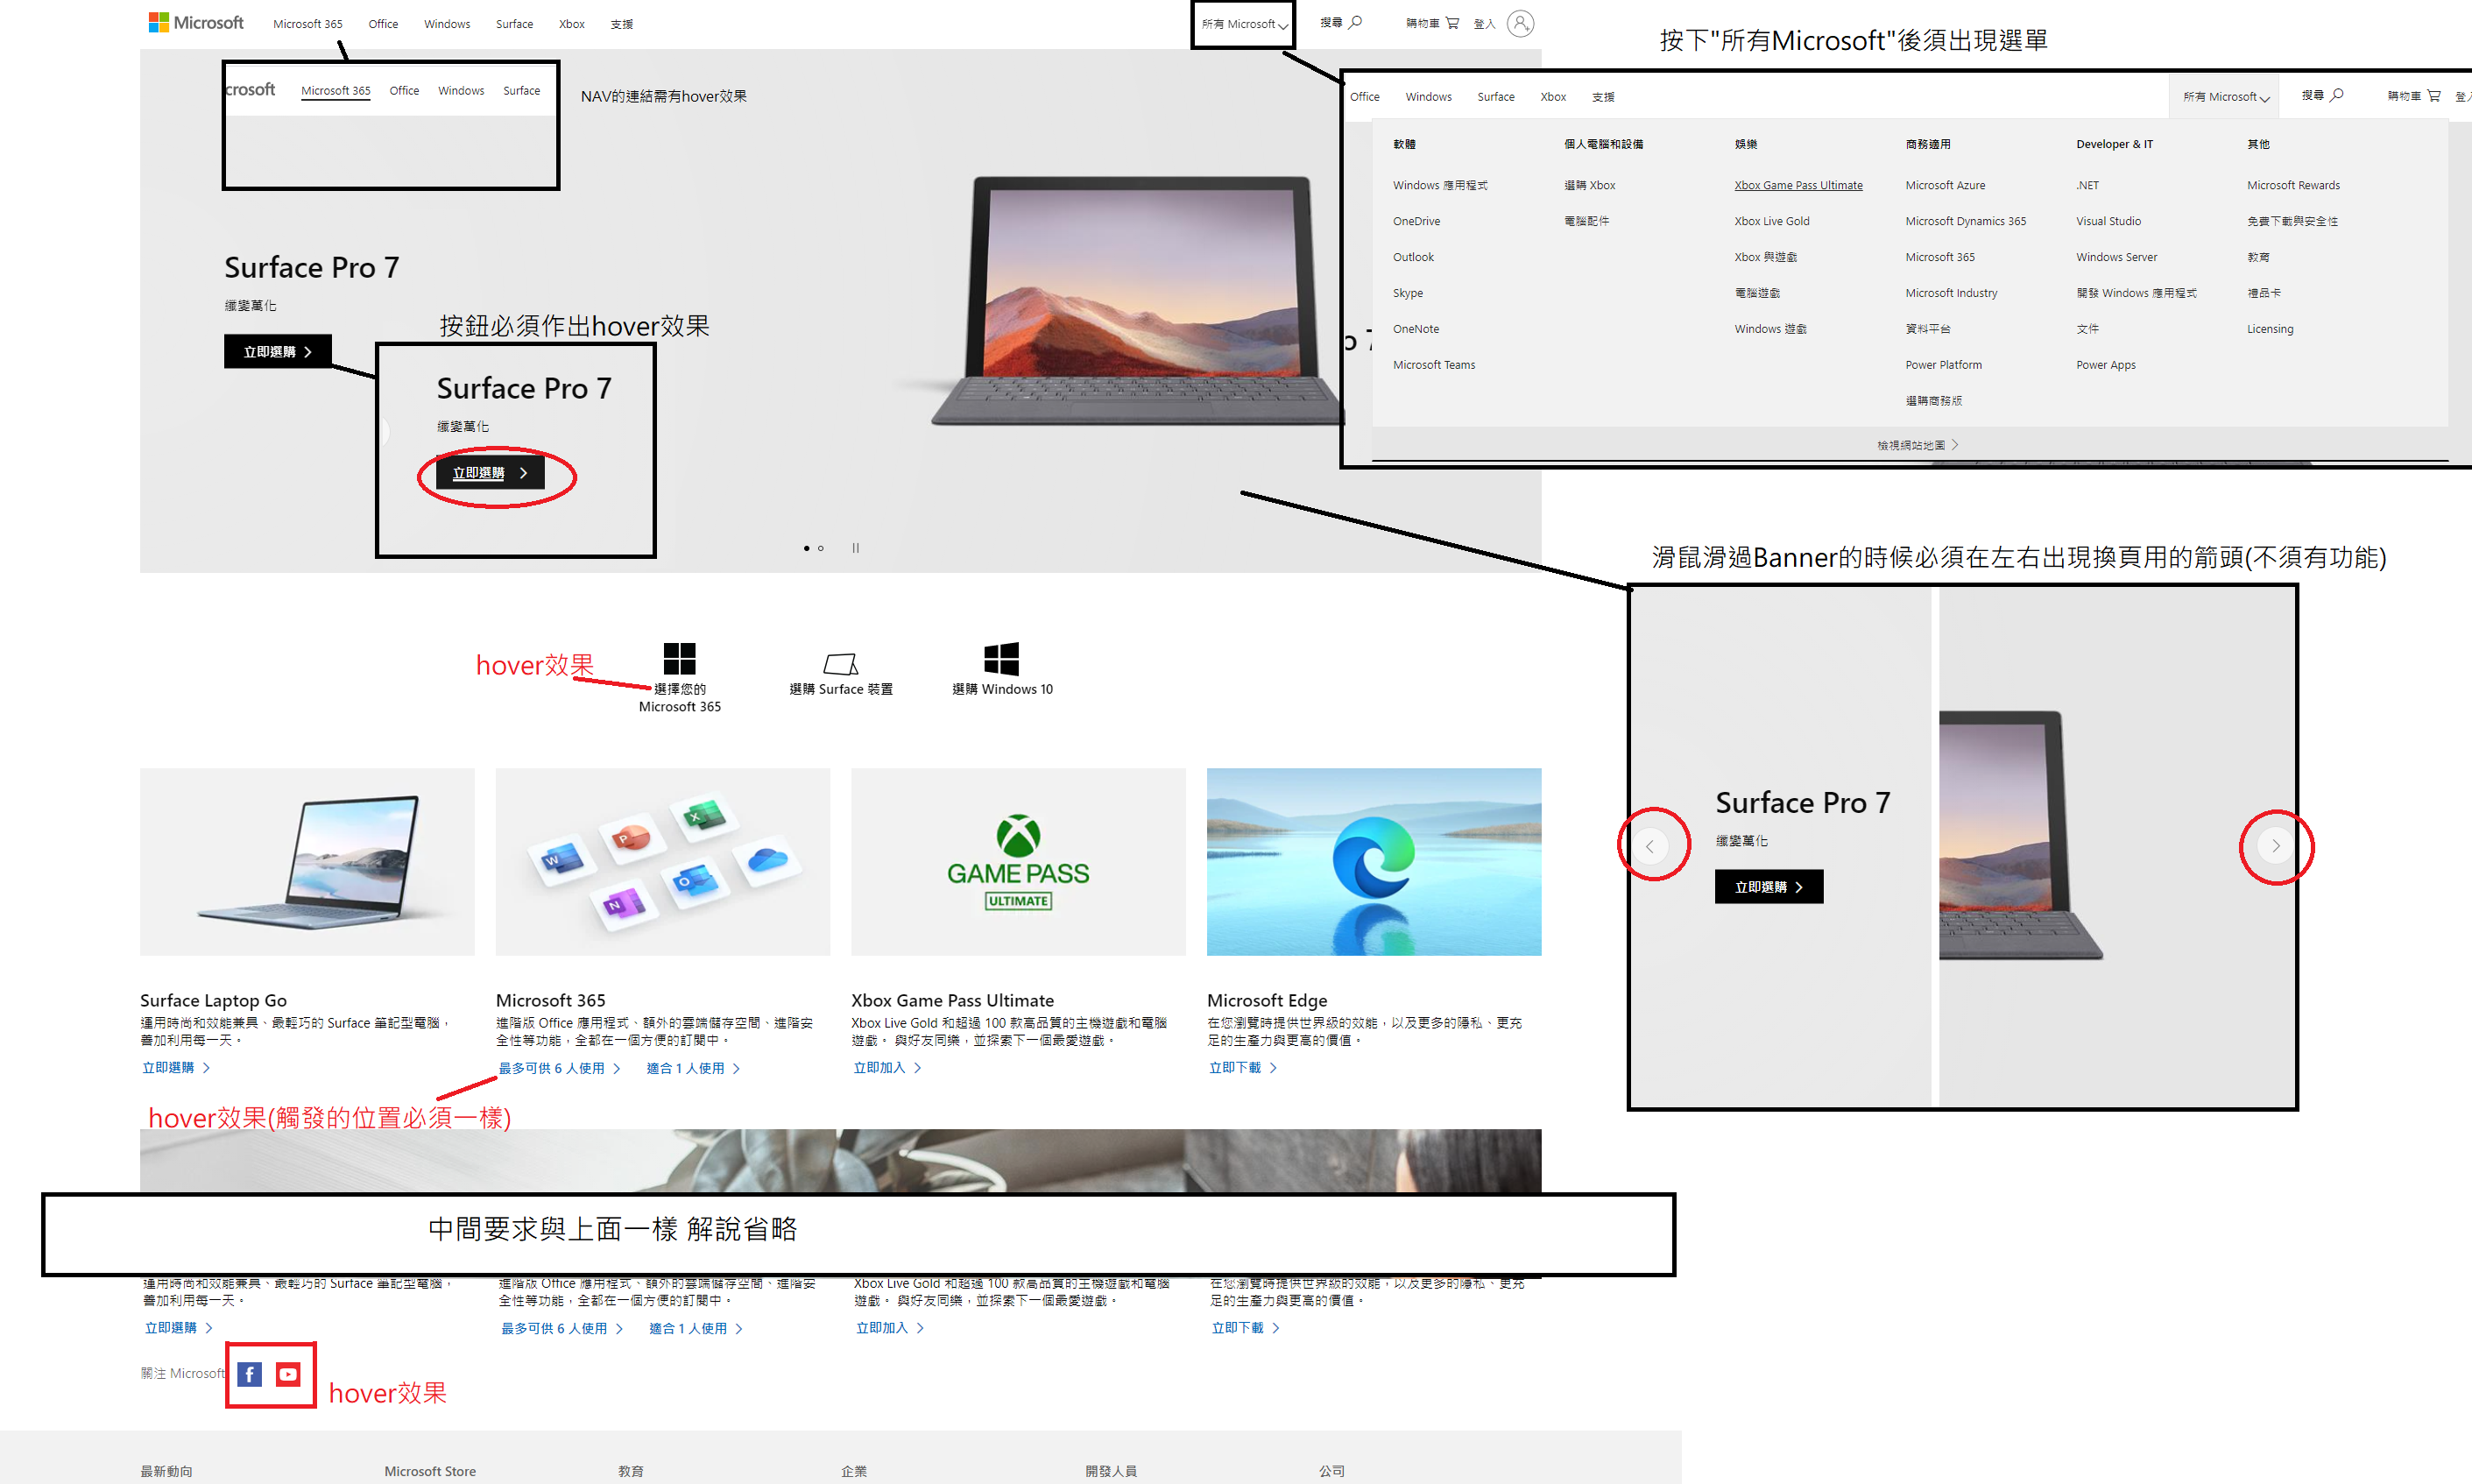 Microsoft
Microsoft 365
Office
Windows
Surface
Xbox
支援
所有 Microsoft
搜尋
購物車
登入
按下"所有Microsoft"後須出現選單
crosoft
Microsoft 365
Office
Windows
Surface
NAV的連結需有hover效果
Office
Windows
Surface
Xbox
支援
所有 Microsoft
搜尋
購物車
登入
軟體
個人電腦和設備
娛樂
商務適用
Developer & IT
其他
Windows 應用程式
選購 Xbox
Xbox Game Pass Ultimate
Microsoft Azure
.NET
Microsoft Rewards
OneDrive
電腦配件
Xbox Live Gold
Microsoft Dynamics 365
Visual Studio
免費下載與安全性
Outlook
Xbox 與遊戲
Microsoft 365
Windows Server
教育
Skype
電腦遊戲
Microsoft Industry
開發 Windows 應用程式
禮品卡
OneNote
Windows 遊戲
資料平台
文件
Licensing
Microsoft Teams
Power Platform
Power Apps
選購商務版
檢視網站地圖
o 7
Surface Pro 7
纖變萬化
立即選購
按鈕必須作出hover效果
Surface Pro 7
纖變萬化
立即選購
滑鼠滑過Banner的時候必須在左右出現換頁用的箭頭(不須有功能)
Surface Pro 7
纖變萬化
立即選購
hover效果
選擇您的
Microsoft 365
選購 Surface 裝置
選購 Windows 10
W
P
X
N
O
GAME PASS
ULTIMATE
Surface Laptop Go
運用時尚和效能兼具、最輕巧的 Surface 筆記型電腦，
善加利用每一天。
立即選購
Microsoft 365
進階版 Office 應用程式、額外的雲端儲存空間、進階安
全性等功能，全都在一個方便的訂閱中。
最多可供 6 人使用
適合 1 人使用
Xbox Game Pass Ultimate
Xbox Live Gold 和超過 100 款高品質的主機遊戲和電腦
遊戲。 與好友同樂，並探索下一個最愛遊戲。
立即加入
Microsoft Edge
在您瀏覽時提供世界級的效能，以及更多的隱私、更充
足的生產力與更高的價值。
立即下載
hover效果(觸發的位置必須一樣)
中間要求與上面一樣 解說省略
運用時尚和效能兼具、最輕巧的 Surface 筆記型電腦，
善加利用每一天。
立即選購
進階版 Office 應用程式、額外的雲端儲存空間、進階安
全性等功能，全都在一個方便的訂閱中。
最多可供 6 人使用
適合 1 人使用
Xbox Live Gold 和超過 100 款高品質的主機遊戲和電腦
遊戲。 與好友同樂，並探索下一個最愛遊戲。
立即加入
在您瀏覽時提供世界級的效能，以及更多的隱私、更充
足的生產力與更高的價值。
立即下載
關注 Microsoft
f
hover效果
最新動向
Microsoft Store
教育
企業
開發人員
公司